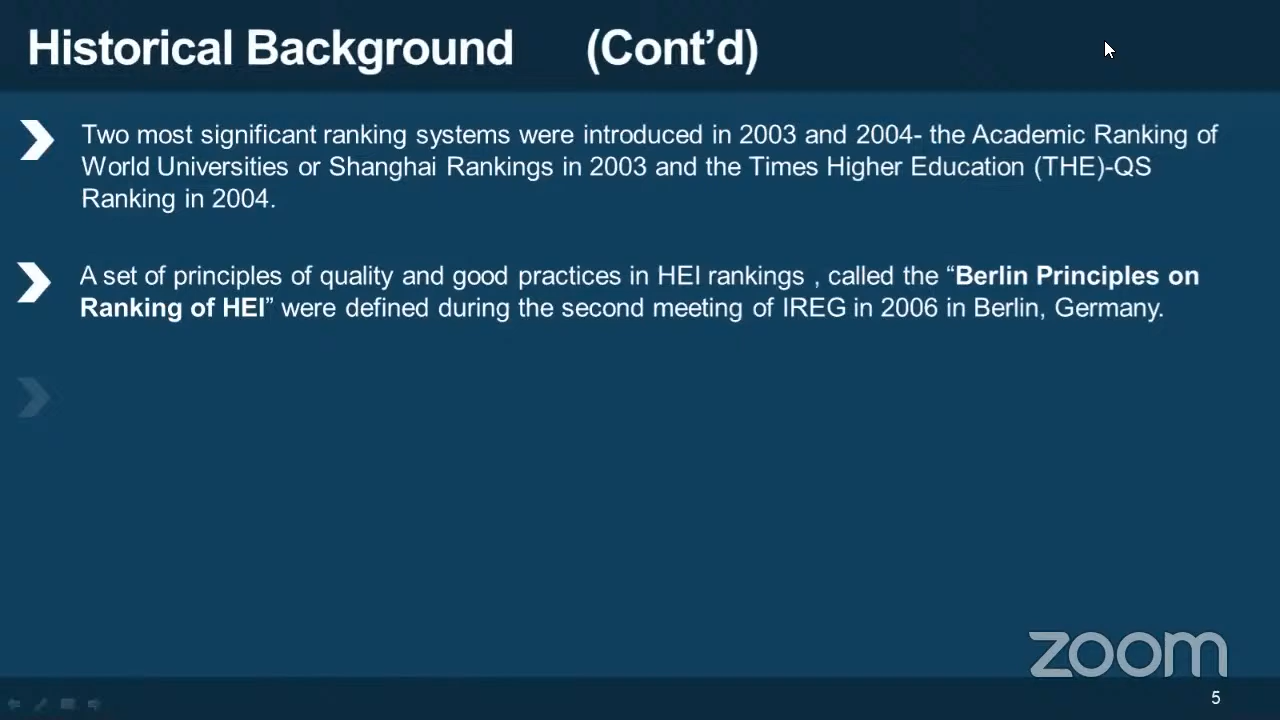 Historical Background (Cont’d)
Two most significant ranking systems were introduced in 2003 and 2004- the Academic Ranking of
World Universities or Shanghai Rankings in 2003 and the Times Higher Education (THE)-QS
Ranking in 2004.
A set of principles of quality and good practices in HEI rankings , called the “Berlin Principles on
Ranking of HEI” were defined during the second meeting of IREG in 2006 in Berlin, Germany.
zoom
5